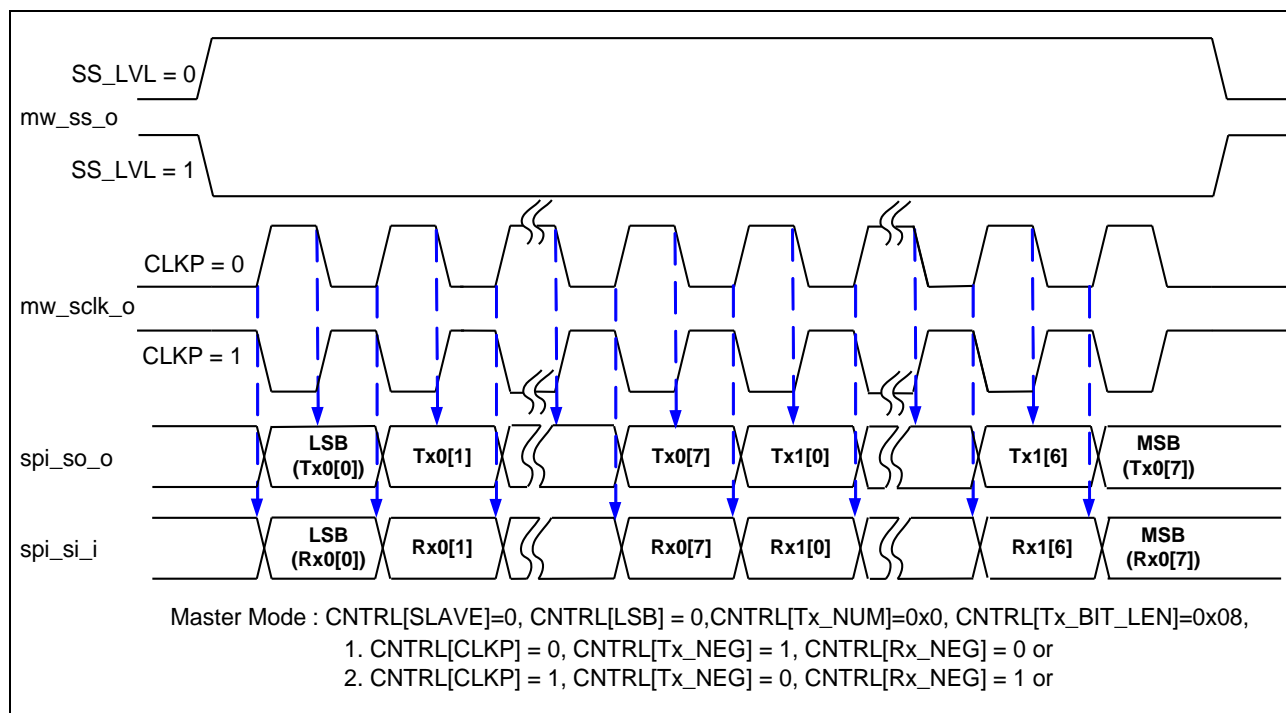 SS_LVL = 0
mw_ss_o
SS_LVL = 1
CLKP = 0
mw_sclk_o
CLKP = 1
spi_so_o
LSB
(Tx0[0])
Tx0[1]
Tx0[7]
Tx1[0]
Tx1[6]
MSB
(Tx0[7])
spi_si_i
LSB
(Rx0[0])
Rx0[1]
Rx0[7]
Rx1[0]
Rx1[6]
MSB
(Rx0[7])
Master Mode : CNTRL[SLAVE]=0, CNTRL[LSB] = 0,CNTRL[Tx_NUM]=0x0, CNTRL[Tx_BIT_LEN]=0x08,
1. CNTRL[CLKP] = 0, CNTRL[Tx_NEG] = 1, CNTRL[Rx_NEG] = 0 or
2. CNTRL[CLKP] = 1, CNTRL[Tx_NEG] = 0, CNTRL[Rx_NEG] = 1 or